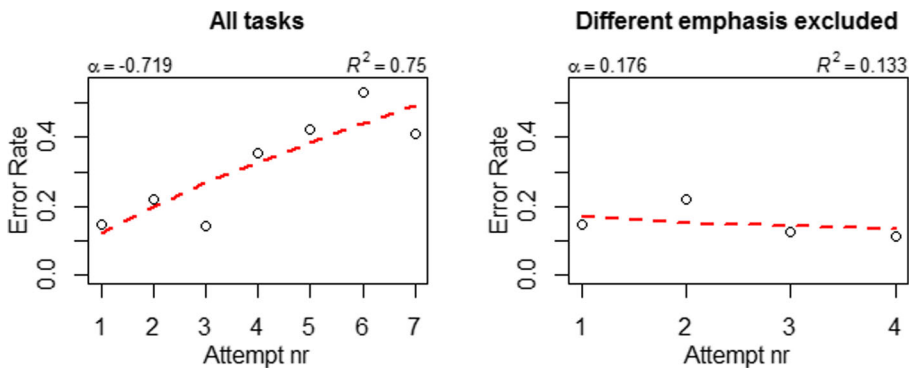 All tasks
α = -0.719 R² = 0.75
Error Rate
0.0 0.2 0.4
1 2 3 4 5 6 7
Attempt nr
Different emphasis excluded
α = 0.176 R² = 0.133
Error Rate
0.0 0.2 0.4
1 2 3 4
Attempt nr